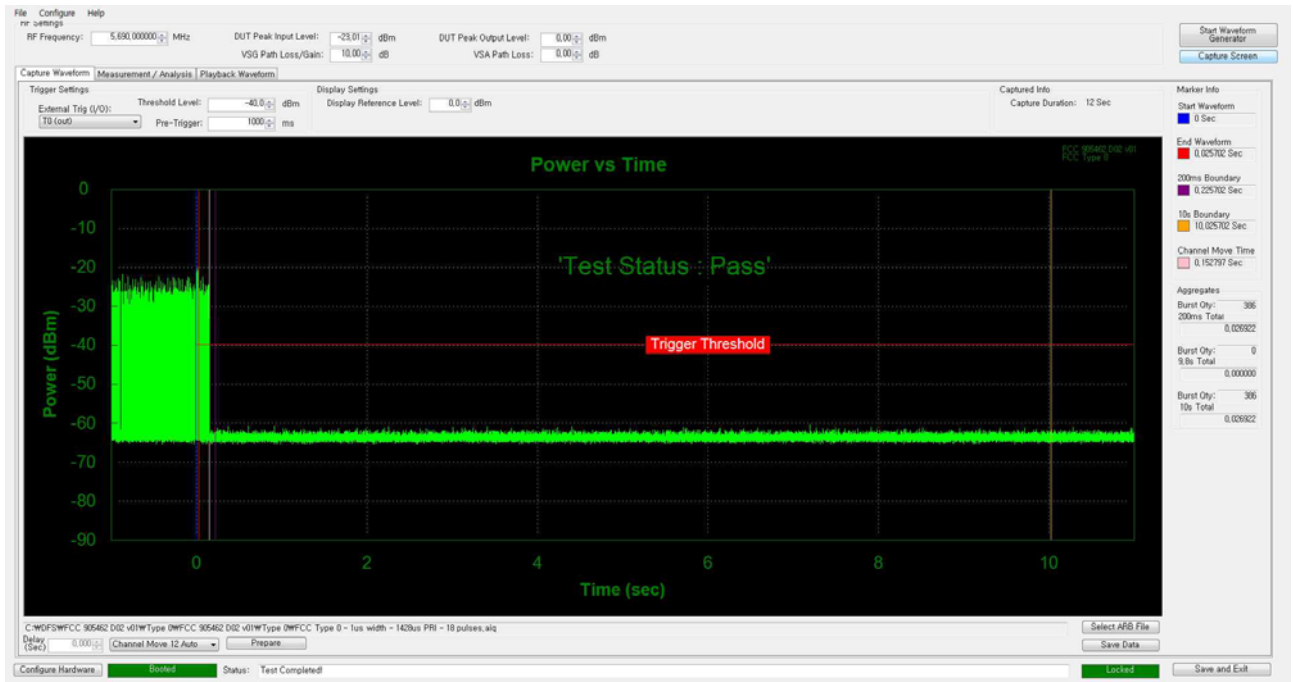 File Configure Help
RF Settings
RF Frequency: 5,690,000000 MHz DUT Peak Input Level: -23,01 dBm DUT Peak Output Level: 0,00 dBm
VSG Path Loss/Gain: 10,00 dB VSA Path Loss: 0,00 dB
Start Waveform Generator
Capture Screen
Capture Waveform Measurement / Analysis Playback Waveform
Trigger Settings
External Trig (I/O): Threshold Level: -40,0 dBm
T0 (out) Pre-Trigger: 1000 ms
Display Settings
Display Reference Level: 0,0 dBm
Captured Info
Capture Duration: 12 Sec
FCC 905462 D02 v01
FCC Type 0
Power vs Time
'Test Status : Pass'
Trigger Threshold
Power (dBm)
0
-10
-20
-30
-40
-50
-60
-70
-80
-90
0 2 4 6 8 10
Time (sec)
Marker Info
Start Waveform
0 Sec
End Waveform
0,025702 Sec
200ms Boundary
0,225702 Sec
10s Boundary
10,025702 Sec
Channel Move Time
0,152797 Sec
Aggregates
Burst Qty: 386
200ms Total
0,026922
Burst Qty: 0
9,8s Total
0,000000
Burst Qty: 386
10s Total
0,026922
C:₩DFS₩FCC 905462 D02 v01₩Type 0₩FCC 905462 D02 v01₩Type 0₩FCC Type 0 - 1us width - 1428us PRI - 18 pulses,aiq
Select ARB File
Delay (Sec) 0,000 Channel Move 12 Auto Prepare
Save Data
Configure Hardware Booted Status: Test Completed! Locked Save and Exit